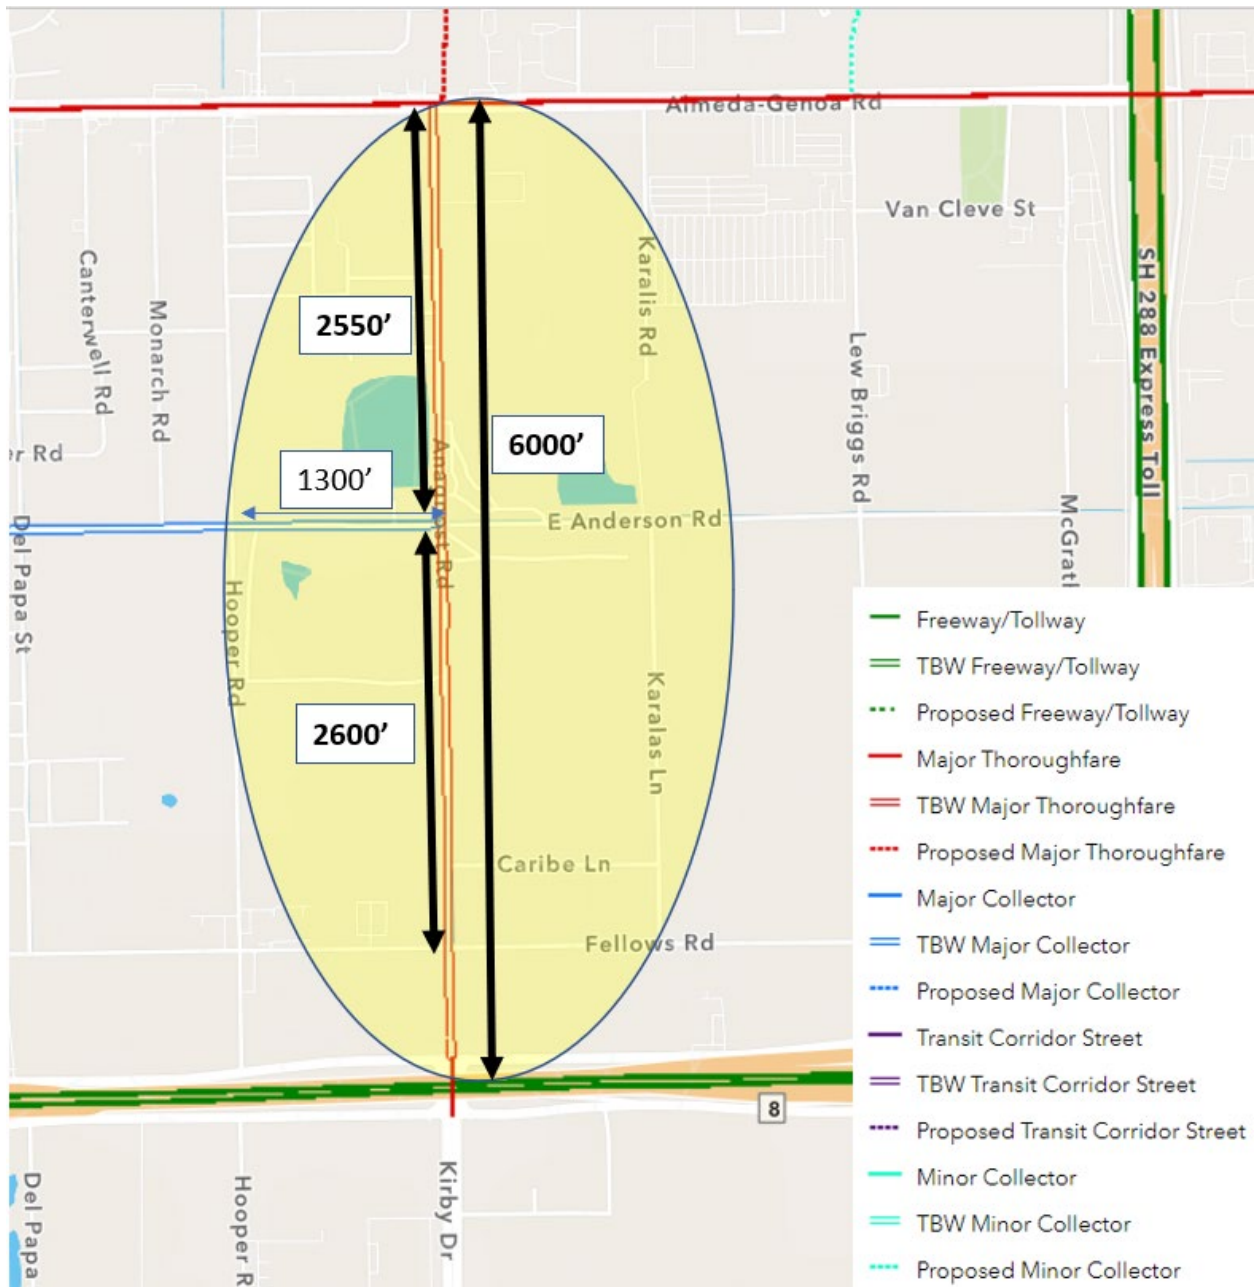 Almeda-Genoa Rd
Van Cleve St
SH 288 Express Toll
Canterwell Rd
Monarch Rd
Karalis Rd
2550’
Lew Briggs Rd
6000’
er Rd
Anagnost Rd
1300’
E Anderson Rd
McGrath
Del Papa St
Hooper Rd
2600’
Karalas Ln
Caribe Ln
Fellows Rd
8
Del Papa
Hooper R
Kirby Dr
Freeway/Tollway
TBW Freeway/Tollway
Proposed Freeway/Tollway
Major Thoroughfare
TBW Major Thoroughfare
Proposed Major Thoroughfare
Major Collector
TBW Major Collector
Proposed Major Collector
Transit Corridor Street
TBW Transit Corridor Street
Proposed Transit Corridor Street
Minor Collector
TBW Minor Collector
Proposed Minor Collector